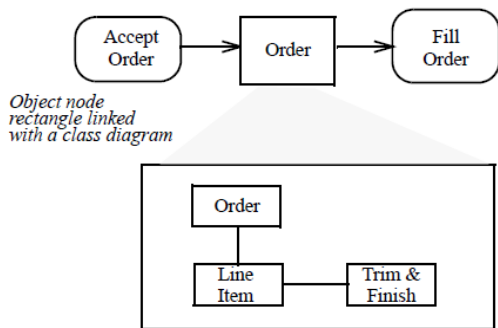 Accept
Order
Order
Fill
Order
Object node
rectangle linked
with a class diagram
Order
Line
Item
Trim &
Finish